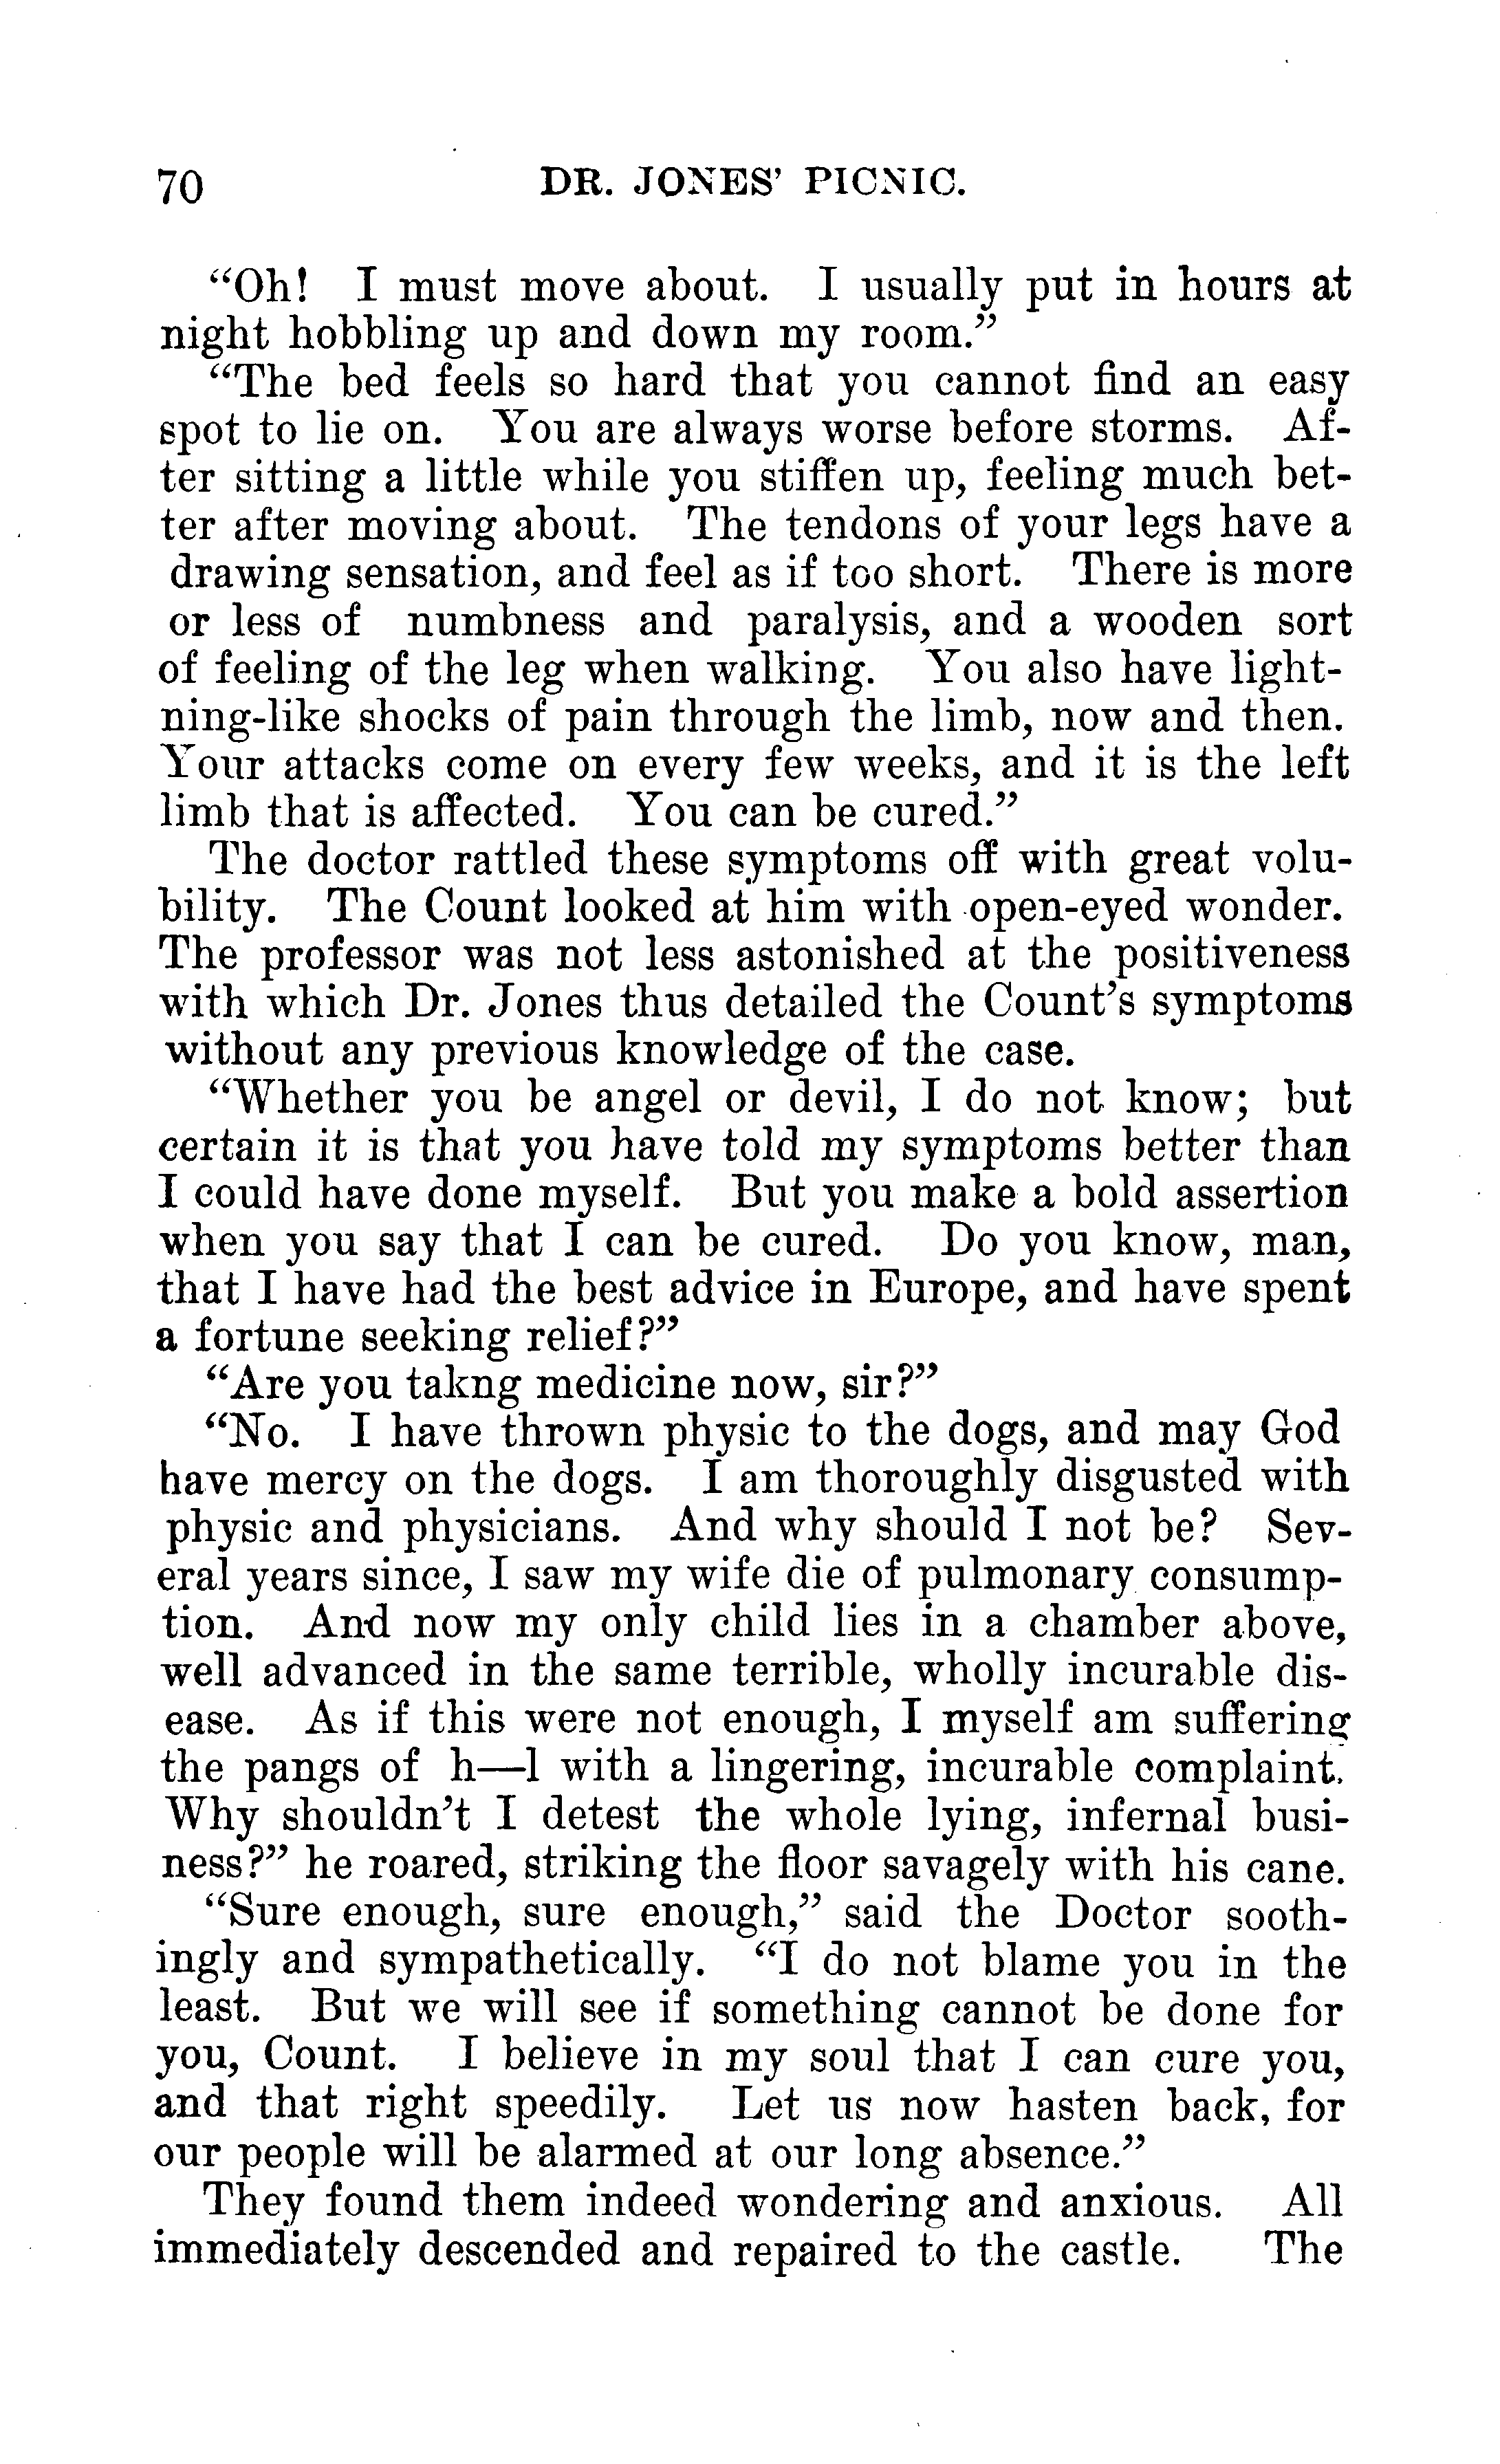 70 DR. JONES' PICNIC.
“Oh! I must move about. I usually put in hours at
night hobbling up and down my room.”
“The bed feels so hard that you cannot find an easy
spot to lie on. You are always worse before storms. Af-
ter sitting a little while you stiffen up, feeling much bet-
ter after moving about. The tendons of your legs have a
drawing sensation, and feel as if too short. There is more
or less of numbness and paralysis, and a wooden sort
of feeling of the leg when walking. You also have light-
ning-like shocks of pain through the limb, now and then.
Your attacks come on every few weeks, and it is the left
limb that is affected. You can be cured.”
The doctor rattled these symptoms off with great volu-
bility. The Count looked at him with open-eyed wonder.
The professor was not less astonished at the positiveness
with which Dr. Jones thus detailed the Count's symptoms
without any previous knowledge of the case.
“Whether you be angel or devil, I do not know; but
certain it is that you have told my symptoms better than
I could have done myself. But you make a bold assertion
when you say that I can be cured. Do you know, man,
that I have had the best advice in Europe, and have spent
a fortune seeking relief?”
“Are you takng medicine now, sir?”
“No. I have thrown physic to the dogs, and may God
have mercy on the dogs. I am thoroughly disgusted with
physic and physicians. And why should I not be? Sev-
eral years since, I saw my wife die of pulmonary consump-
tion. And now my only child lies in a chamber above,
well advanced in the same terrible, wholly incurable dis-
ease. As if this were not enough, I myself am suffering
the pangs of h—l with a lingering, incurable complaint.
Why shouldn't I detest the whole lying, infernal busi-
ness?” he roared, striking the floor savagely with his cane.
“Sure enough, sure enough,” said the Doctor sooth-
ingly and sympathetically. “I do not blame you in the
least. But we will see if something cannot be done for
you, Count. I believe in my soul that I can cure you,
and that right speedily. Let us now hasten back, for
our people will be alarmed at our long absence.”
They found them indeed wondering and anxious. All
immediately descended and repaired to the castle. The